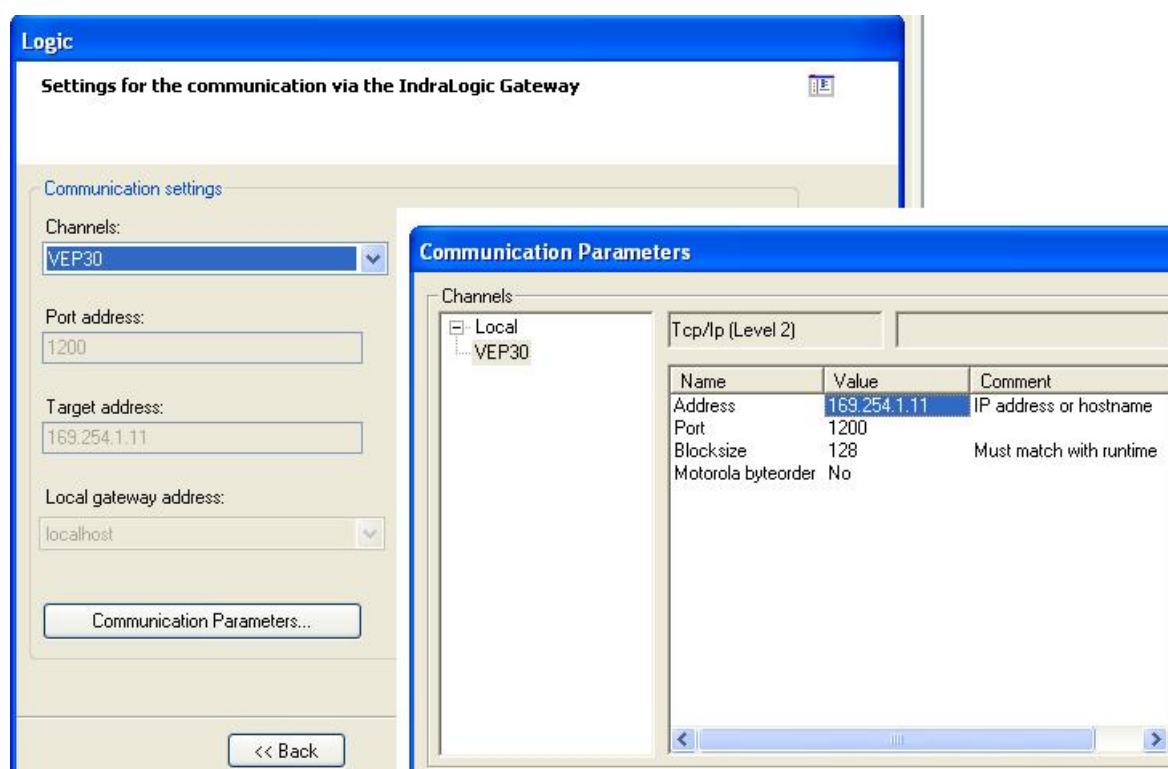 Logic
Settings for the communication via the IndraLogic Gateway
Communication settings
Channels:
VEP30
Port address:
1200
Target address:
169.254.1.11
Local gateway address:
localhost
Communication Parameters...
<< Back
Communication Parameters
Channels
Local
VEP30
Tcp/Ip (Level 2)
Name Value Comment
Address 169.254.1.11 IP address or hostname
Port 1200
Blocksize 128 Must match with runtime
Motorola byteorder No